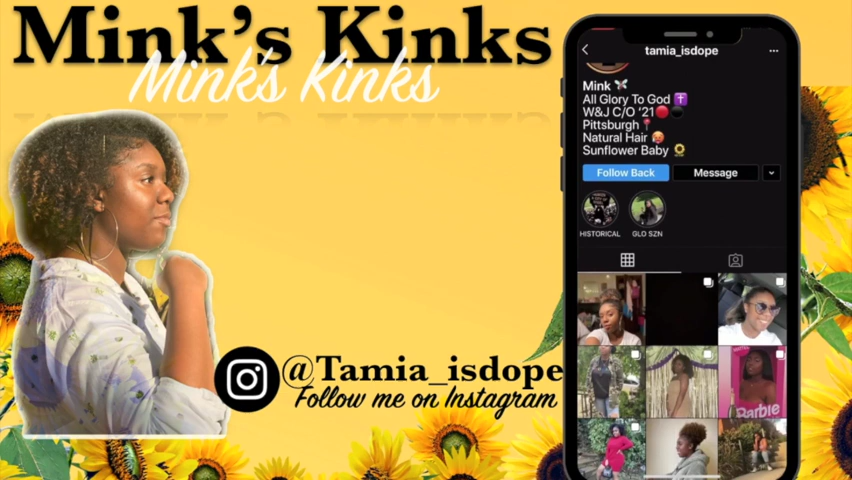 Mink's Kinks
Mink's Kinks
@Tamia_isdope
Follow me on Instagram
tamia_isdope
Mink
All Glory To God
W&J C/O '21
Pittsburgh
Natural Hair
Sunflower Baby
Follow Back
Message
HISTORICAL
GLO SZN
Barbie